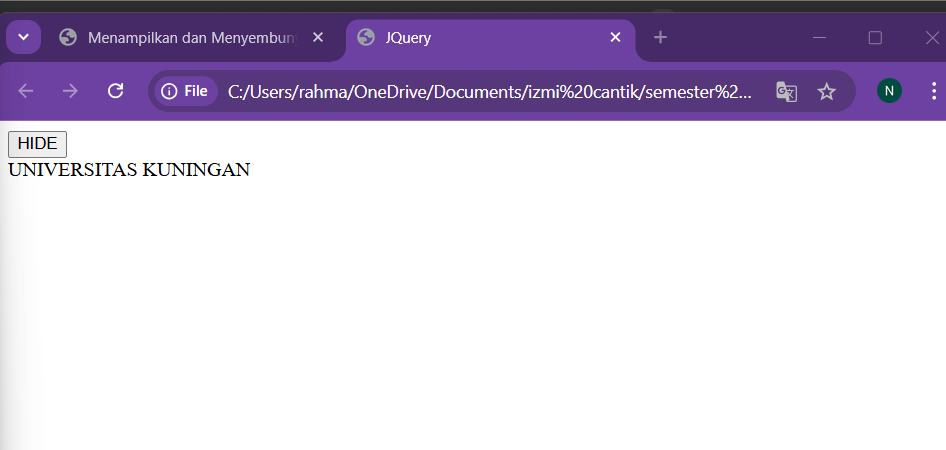 Menampilkan dan Menyembun
JQuery
File
C:/Users/rahma/OneDrive/Documents/izmi%20cantik/semester%2...
N
HIDE
UNIVERSITAS KUNINGAN